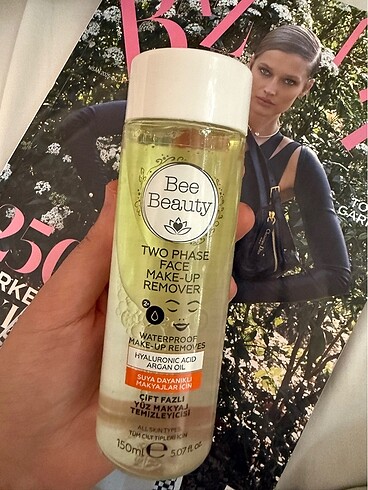 Bee
Beauty
TWO PHASE
FACE
MAKE-UP
REMOVER
WATERPROOF
MAKE-UP REMOVES
HYALURONIC ACID
ARGAN OIL
SUYA DAYANIKLI
MAKYAJLAR İÇİN
ÇİFT FAZLI
YÜZ MAKYAJ
TEMİZLEYİCİSİ
ALL SKIN TYPES
TÜM CİLT TİPLERİ İÇİN
150ml e 5.07fl.oz.
250